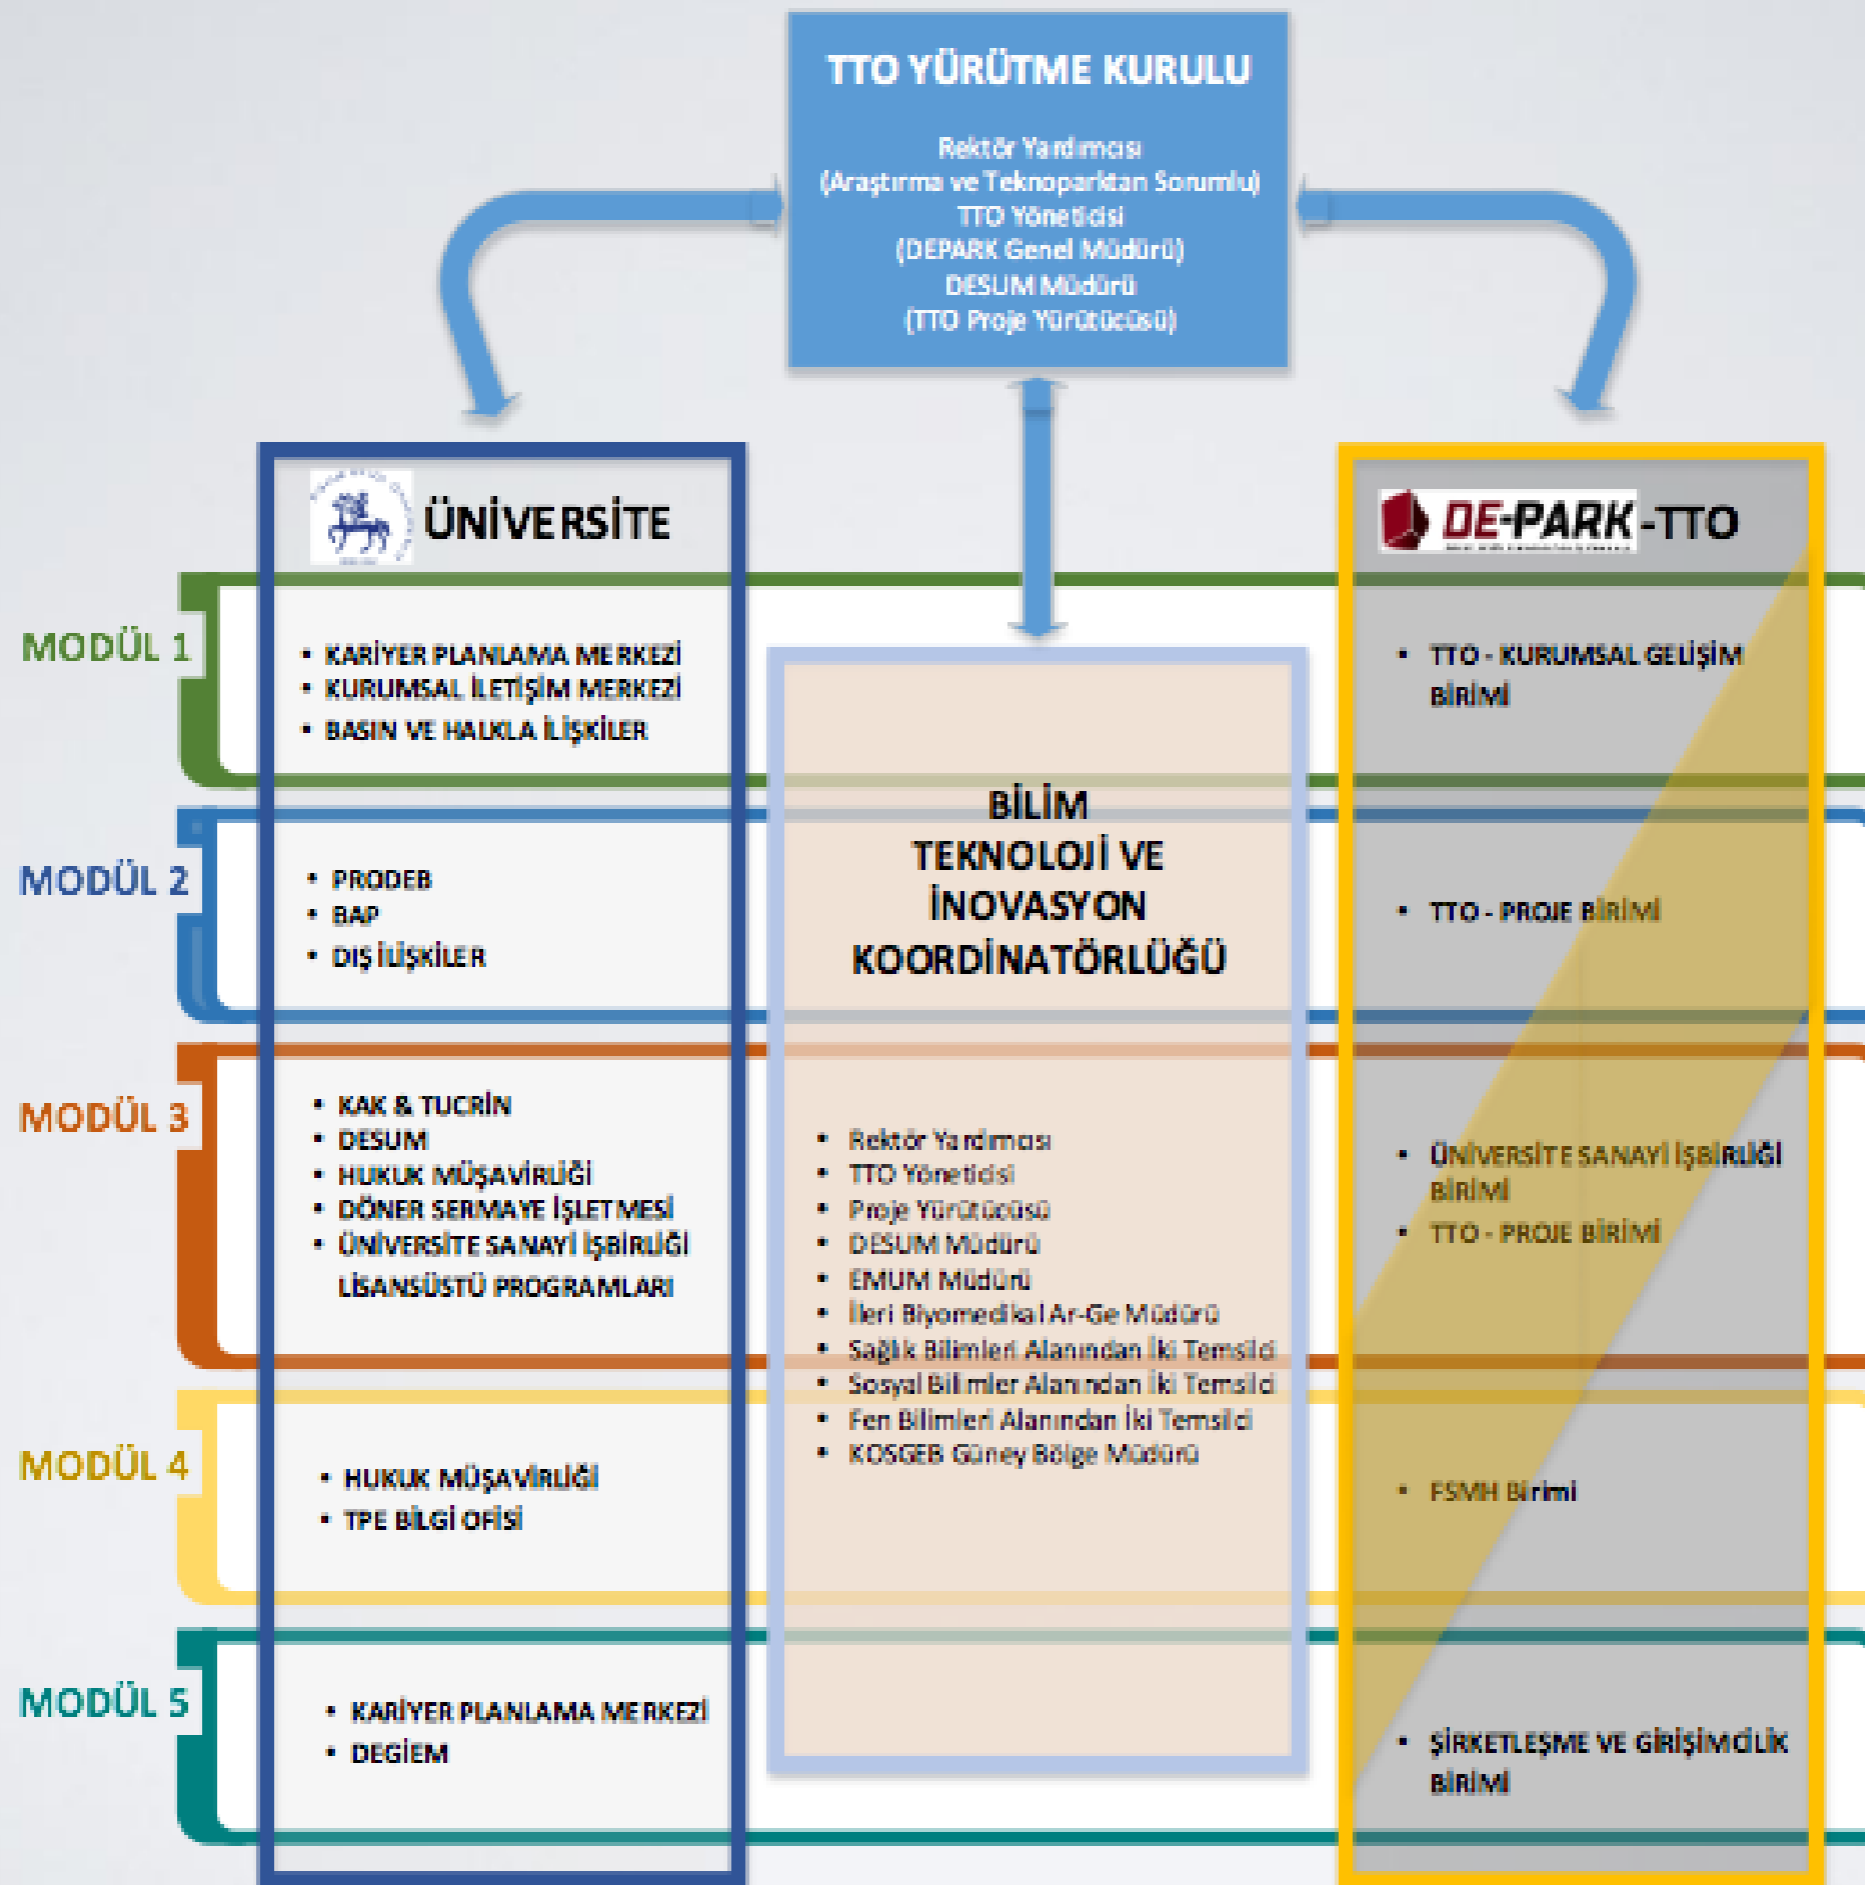 TTO YÜRÜTME KURULU
Rektör Yardımcısı
(Araştırma ve Teknoparktan Sorumlu)
TTO Yöneticisi
(DEPARK Genel Müdürü)
DESUM Müdürü
(TTO Proje Yürütücüsü)
ÜNİVERSİTE
DE-PARK -TTO
MODÜL 1
• KARİYER PLANLAMA MERKEZİ
• KURUMSAL İLETİŞİM MERKEZİ
• BASIN VE HALKLA İLİŞKİLER
• TTO - KURUMSAL GELİŞİM
BİRİMİ
MODÜL 2
• PRODEB
• BAP
• DIŞ İLİŞKİLER
• TTO - PROJE BİRİMİ
MODÜL 3
• KAK & TUCRİN
• DESUM
• HUKUK MÜŞAVİRLİĞİ
• DÖNER SERMAYE İŞLETMESİ
• ÜNİVERSİTE SANAYİ İŞBİRLİĞİ
LİSANSÜSTÜ PROGRAMLARI
• ÜNİVERSİTE SANAYİ İŞBİRLİĞİ
BİRİMİ
• TTO - PROJE BİRİMİ
MODÜL 4
• HUKUK MÜŞAVİRLİĞİ
• TPE BİLGİ OFİSİ
• FSMH Birimi
MODÜL 5
• KARİYER PLANLAMA MERKEZİ
• DEGİEM
• ŞİRKETLEŞME VE GİRİŞİMCİLİK
BİRİMİ
BİLİM
TEKNOLOJİ VE
İNOVASYON
KOORDİNATÖRLÜĞÜ
• Rektör Yardımcısı
• TTO Yöneticisi
• Proje Yürütücüsü
• DESUM Müdürü
• EMUM Müdürü
• İleri Biyomedikal Ar-Ge Müdürü
• Sağlık Bilimleri Alanından İki Temsilci
• Sosyal Bilimler Alanından İki Temsilci
• Fen Bilimleri Alanından İki Temsilci
• KOSGEB Güney Bölge Müdürü